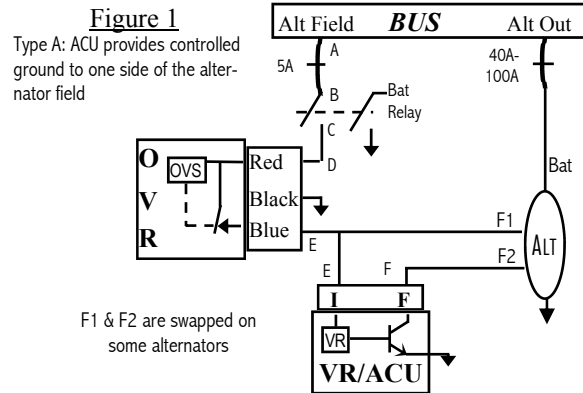 Figure 1
Type A: ACU provides controlled
ground to one side of the alter-
nator field
Alt Field
BUS
Alt Out
5A
A
40A-
100A
B
Bat
Relay
C
D
Bat
O
V
R
OVS
Red
Black
Blue
E
F1
F2
ALT
E
F
I
F
VR
VR/ACU
F1 & F2 are swapped on
some alternators